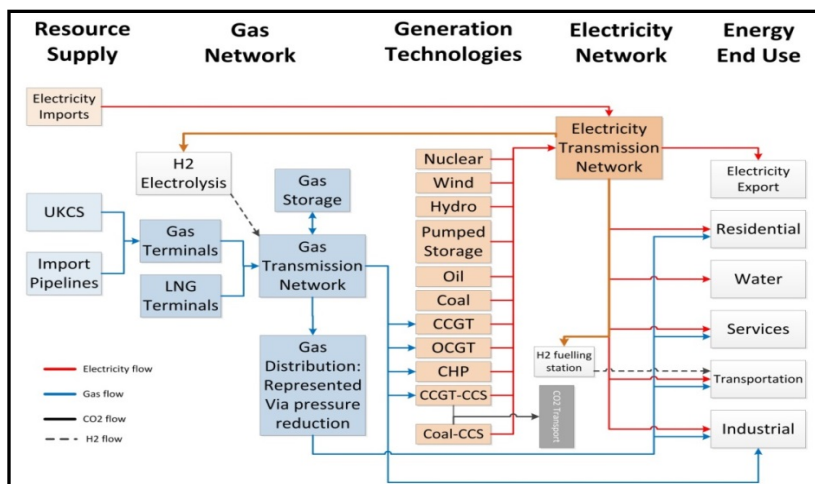 Resource
Supply
Gas
Network
Generation
Technologies
Electricity
Network
Energy
End Use
Electricity
Imports
H2
Electrolysis
UKCS
Import
Pipelines
Gas
Terminals
LNG
Terminals
Gas
Storage
Gas
Transmission
Network
Gas
Distribution:
Represented
Via pressure
reduction
Nuclear
Wind
Hydro
Pumped
Storage
Oil
Coal
CCGT
OCGT
CHP
CCGT-CCS
Coal-CCS
CO2 Transport
Electricity
Transmission
Network
H2 fuelling
station
Electricity
Export
Residential
Water
Services
Transportation
Industrial
Electricity flow
Gas flow
CO2 flow
H2 flow